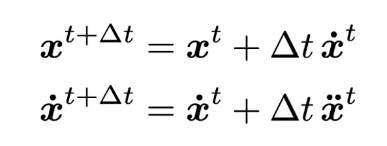 𝒙^{t+Δt} = 𝒙^t + Δt 𝒙̇^t
𝒙̇^{t+Δt} = 𝒙̇^t + Δt 𝒙̈^t